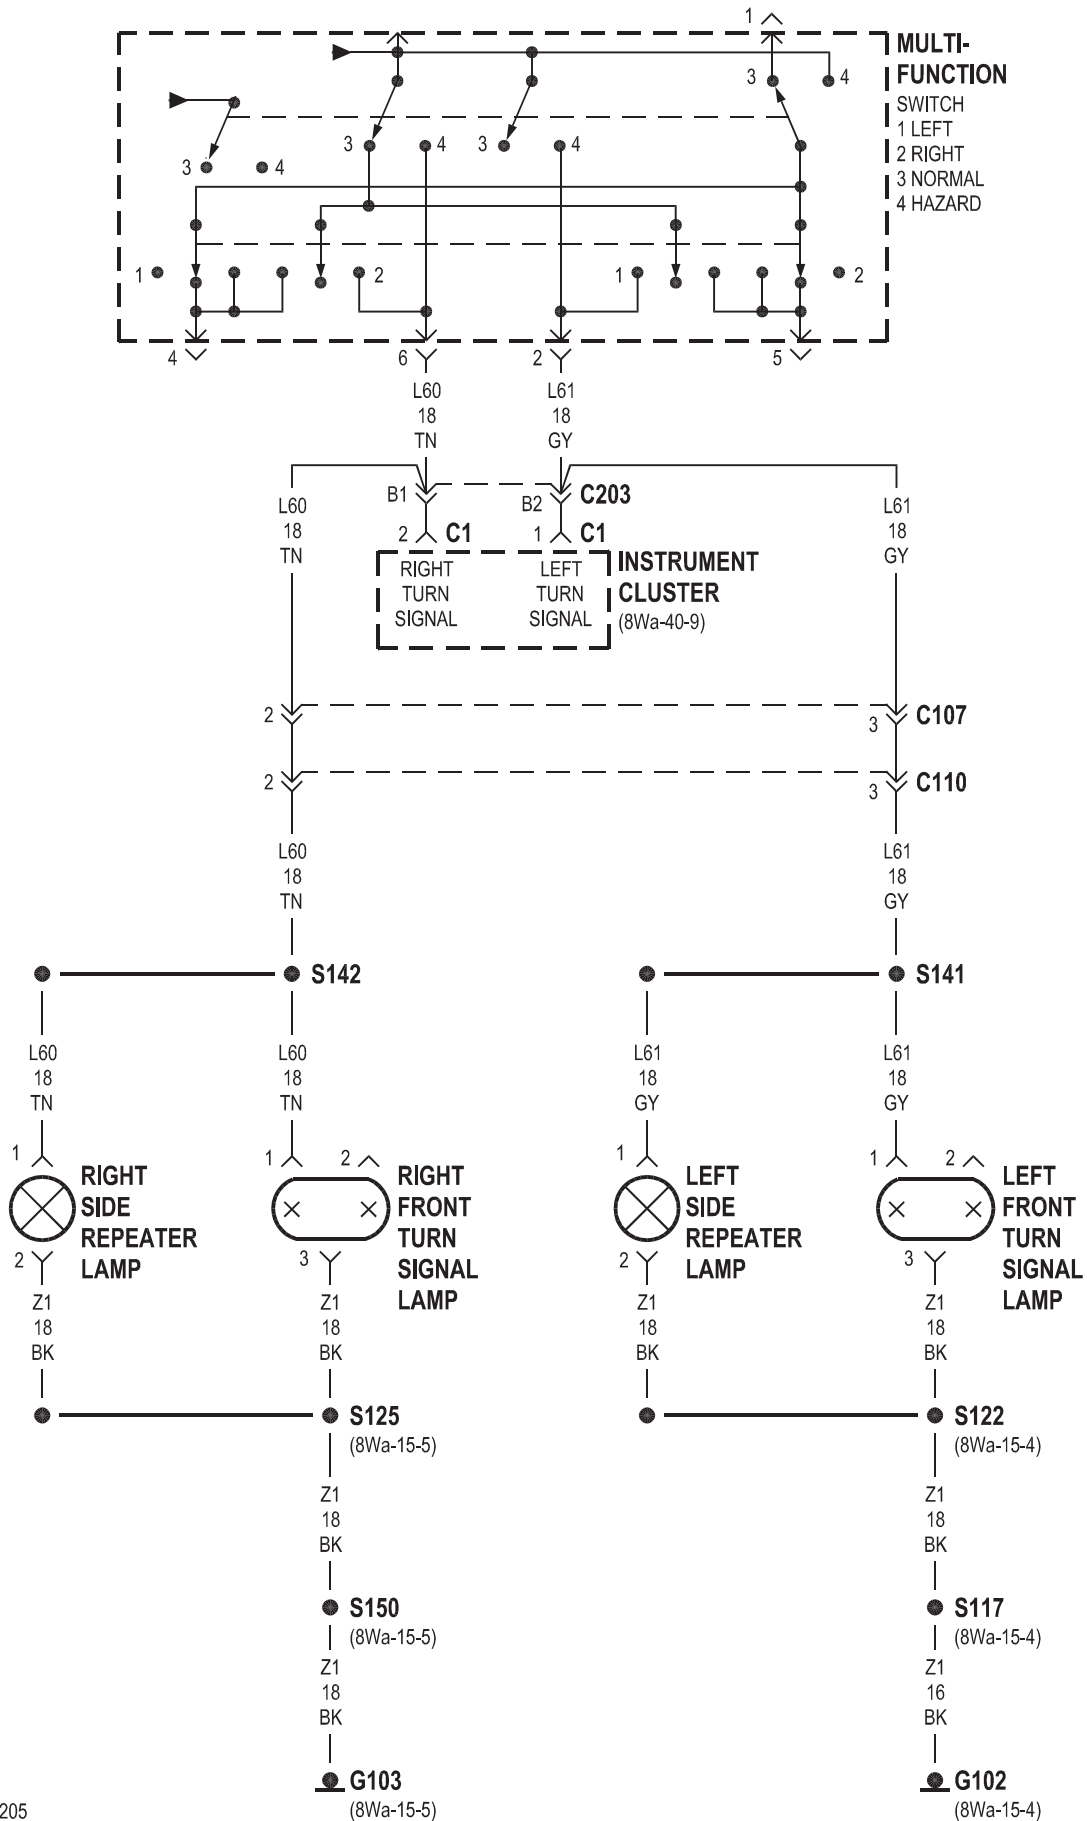 1
MULTI-
FUNCTION
SWITCH
1 LEFT
2 RIGHT
3 NORMAL
4 HAZARD
3 4
3 4 3 4
3 4
1 2 1 2
4 6 2 5
L60 L61
18 18
TN GY
L60 B1 B2 C203 L61
18 2 C1 1 C1 18
TN GY
RIGHT LEFT
TURN TURN
SIGNAL SIGNAL
INSTRUMENT
CLUSTER
(8Wa-40-9)
2 3 C107
2 3 C110
L60 L61
18 18
TN GY
S142 S141
L60 L60 L61 L61
18 18 18 18
TN TN GY GY
1 1 2 1 1 2
RIGHT
SIDE
REPEATER
LAMP
RIGHT
FRONT
TURN
SIGNAL
LAMP
LEFT
SIDE
REPEATER
LAMP
LEFT
FRONT
TURN
SIGNAL
LAMP
2 3 2 3
Z1 Z1 Z1 Z1
18 18 18 18
BK BK BK BK
S125 S122
(8Wa-15-5) (8Wa-15-4)
Z1 Z1
18 18
BK BK
S150 S117
(8Wa-15-5) (8Wa-15-4)
Z1 Z1
18 16
BK BK
G103 G102
(8Wa-15-5) (8Wa-15-4)
205